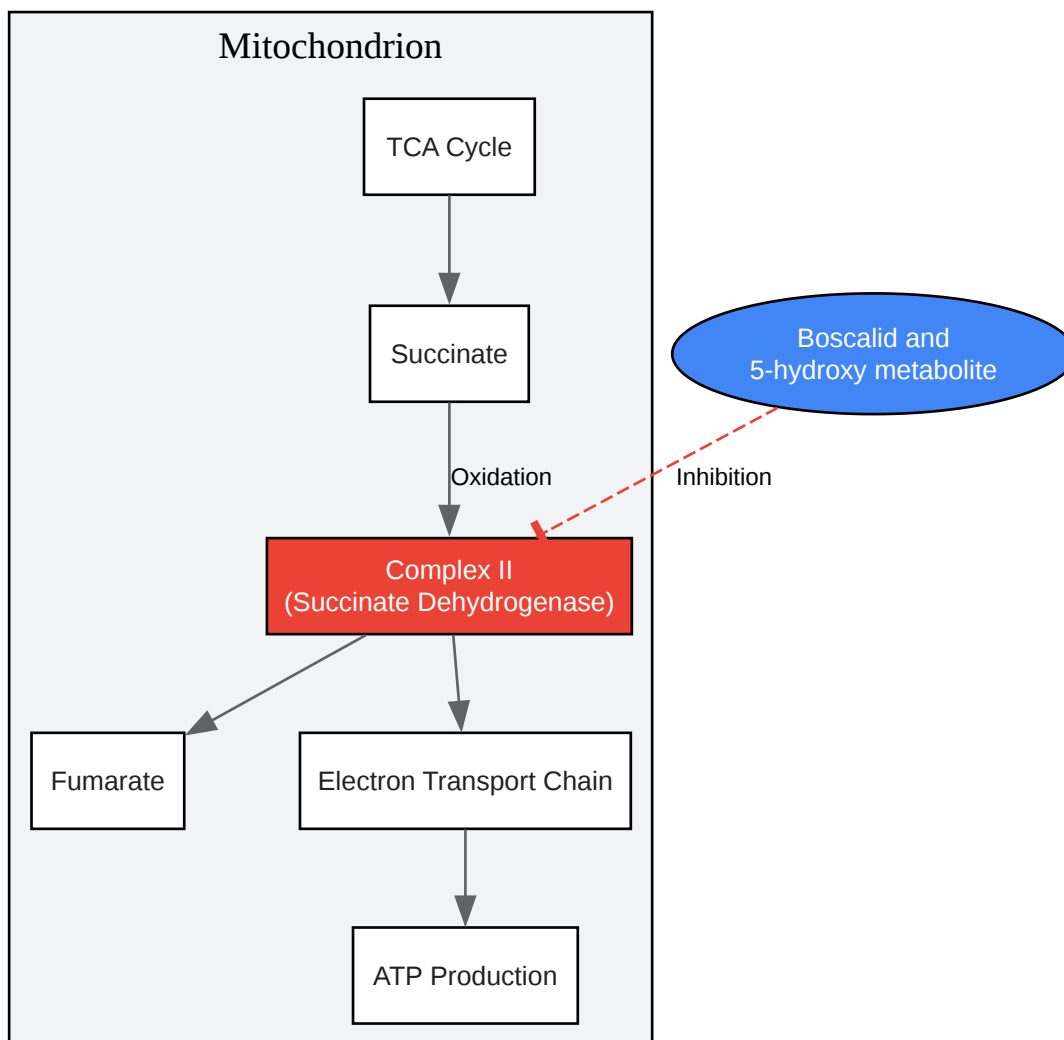 Mitochondrion
TCA Cycle
Succinate
Boscalid and
5-hydroxy metabolite
Oxidation
Inhibition
Complex II
(Succinate Dehydrogenase)
Fumarate
Electron Transport Chain
ATP Production